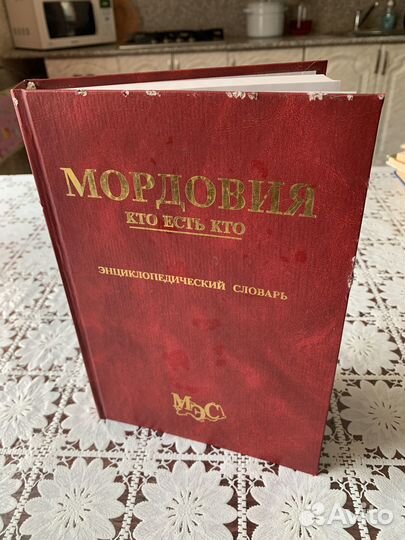 МОРДОВИЯ
КТО ЕСТЬ КТО
ЭНЦИКЛОПЕДИЧЕСКИЙ СЛОВАРЬ
МЭС
Avito